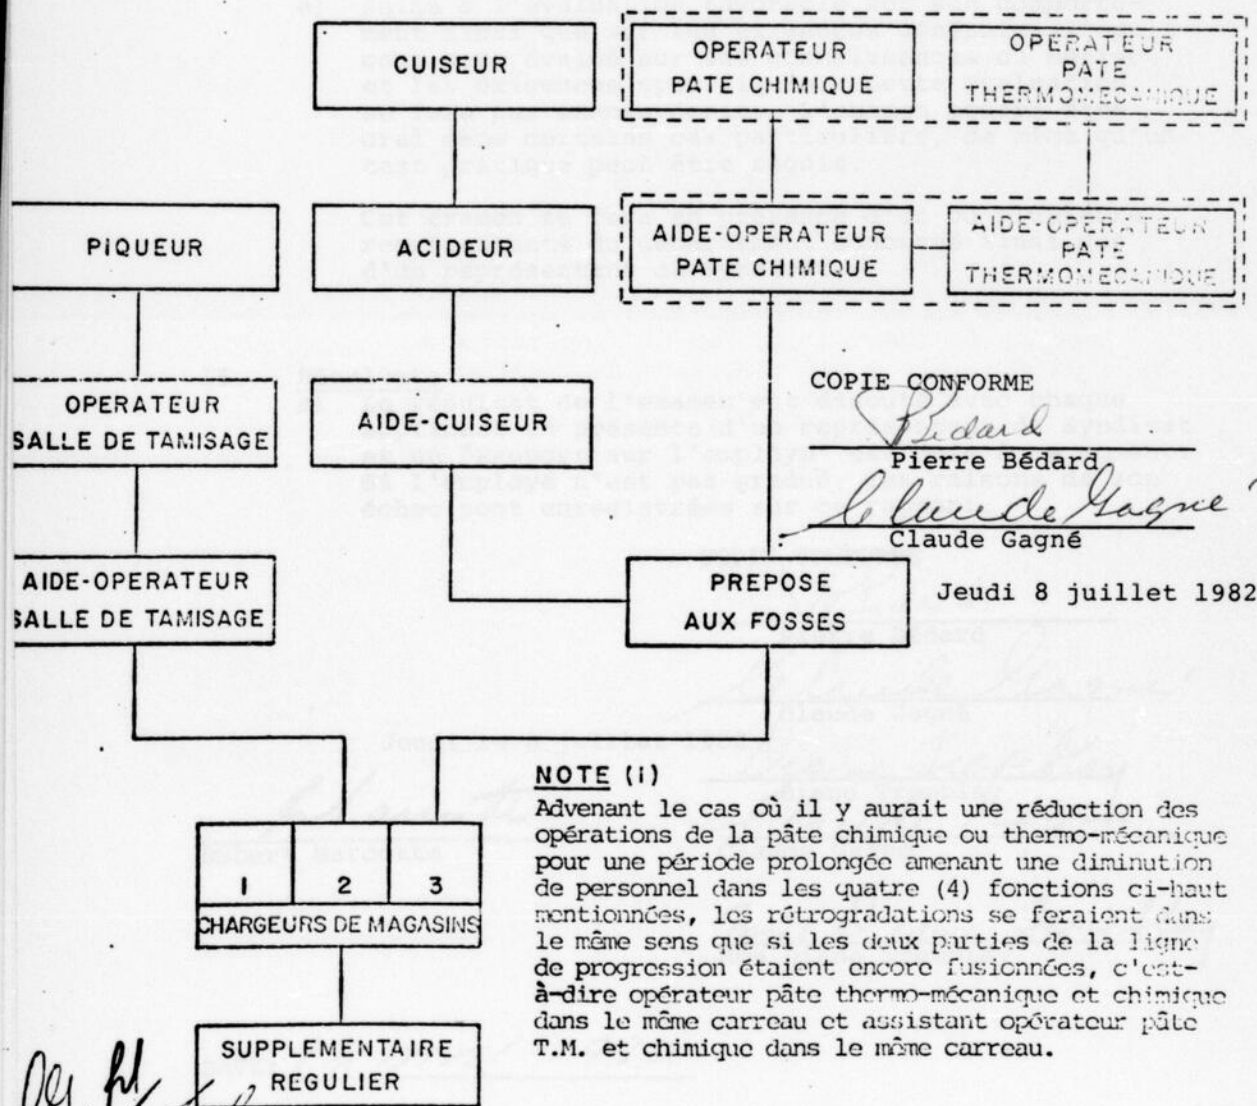 CUISEUR
OPERATEUR
PATE CHIMIQUE
OPERATEUR
PATE
THERMOMECANIQUE
PIQUEUR
ACIDEUR
AIDE-OPERATEUR
PATE CHIMIQUE
AIDE-OPERATEUR
PATE
THERMOMECANIQUE
OPERATEUR
SALLE DE TAMISAGE
AIDE-CUISEUR
COPIE CONFORME
PBédard
Pierre Bédard
Claude Gagné
Claude Gagné
Jeudi 8 juillet 1982
AIDE-OPERATEUR
SALLE DE TAMISAGE
PREPOSE
AUX FOSSES
1 2 3
CHARGEURS DE MAGASINS
SUPPLEMENTAIRE
REGULIER
NOTE (i)
Advenant le cas où il y aurait une réduction des
opérations de la pâte chimique ou thermo-mécanique
pour une période prolongée amenant une diminution
de personnel dans les quatre (4) fonctions ci-haut
mentionnées, les rétrogradations se feraient dans
le même sens que si les deux parties de la ligne
de progression étaient encore fusionnées, c'est-
à-dire opérateur pâte thermo-mécanique et chimique
dans le même carreau et assistant opérateur pâte
T.M. et chimique dans le même carreau.